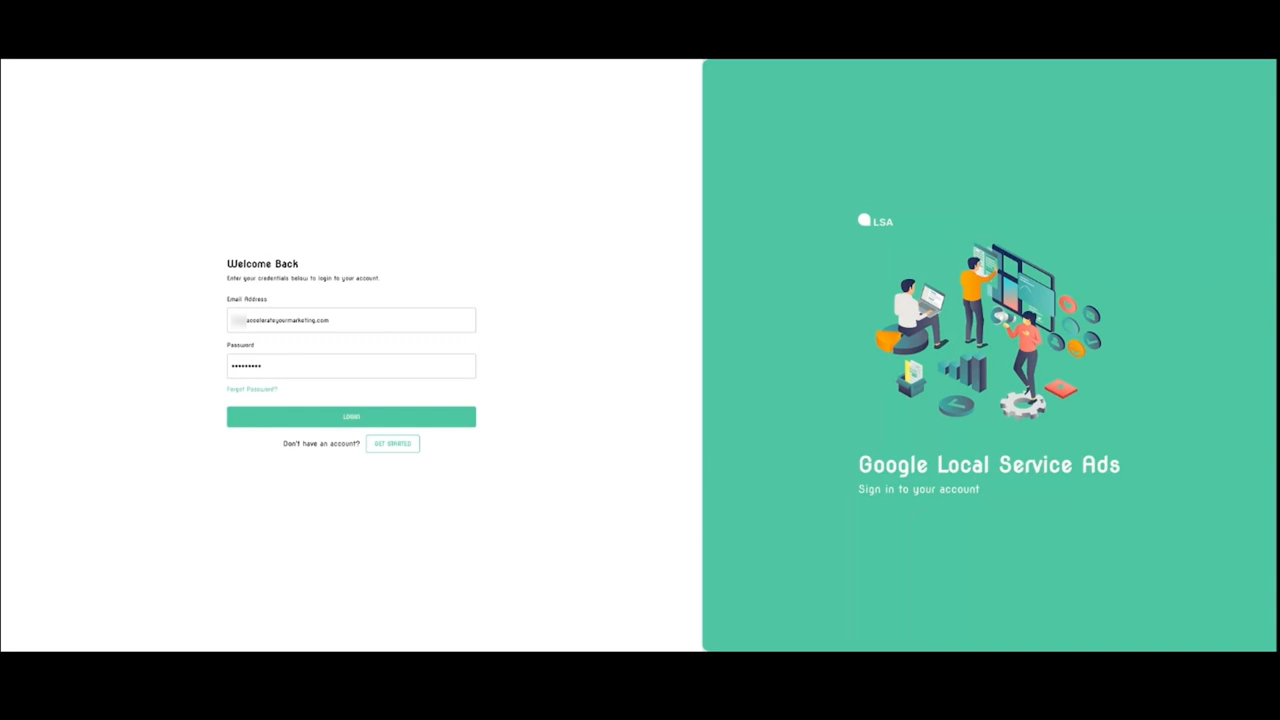 Welcome Back
Enter your credentials below to login to your account.
Email Address
accelerateyourmarketing.com
Password
•••••••••
Forgot Password?
LOGIN
Don't have an account? GET STARTED
LSA
Google Local Service Ads
Sign in to your account